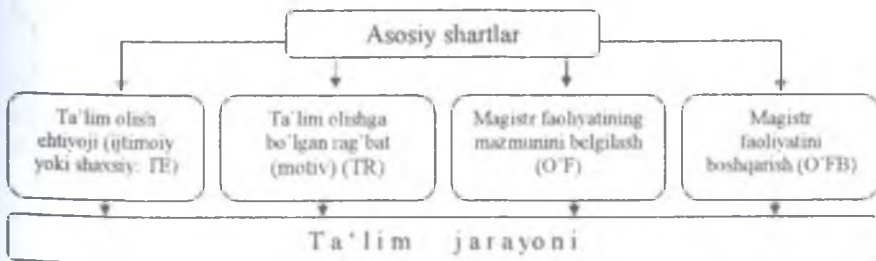 Asosiy shartlar
Ta`lim olish
ehtiyoji (ijtimoiy
yoki shaxsiy: TE)
Ta`lim olishga
bo`lgan rag`bat
(motiv) (TR)
Magistr faoliyatining
mazmunini belgilash
(O`F)
Magistr
faoliyatini
boshqarish (O`FB)
Ta‘lim jarayoni